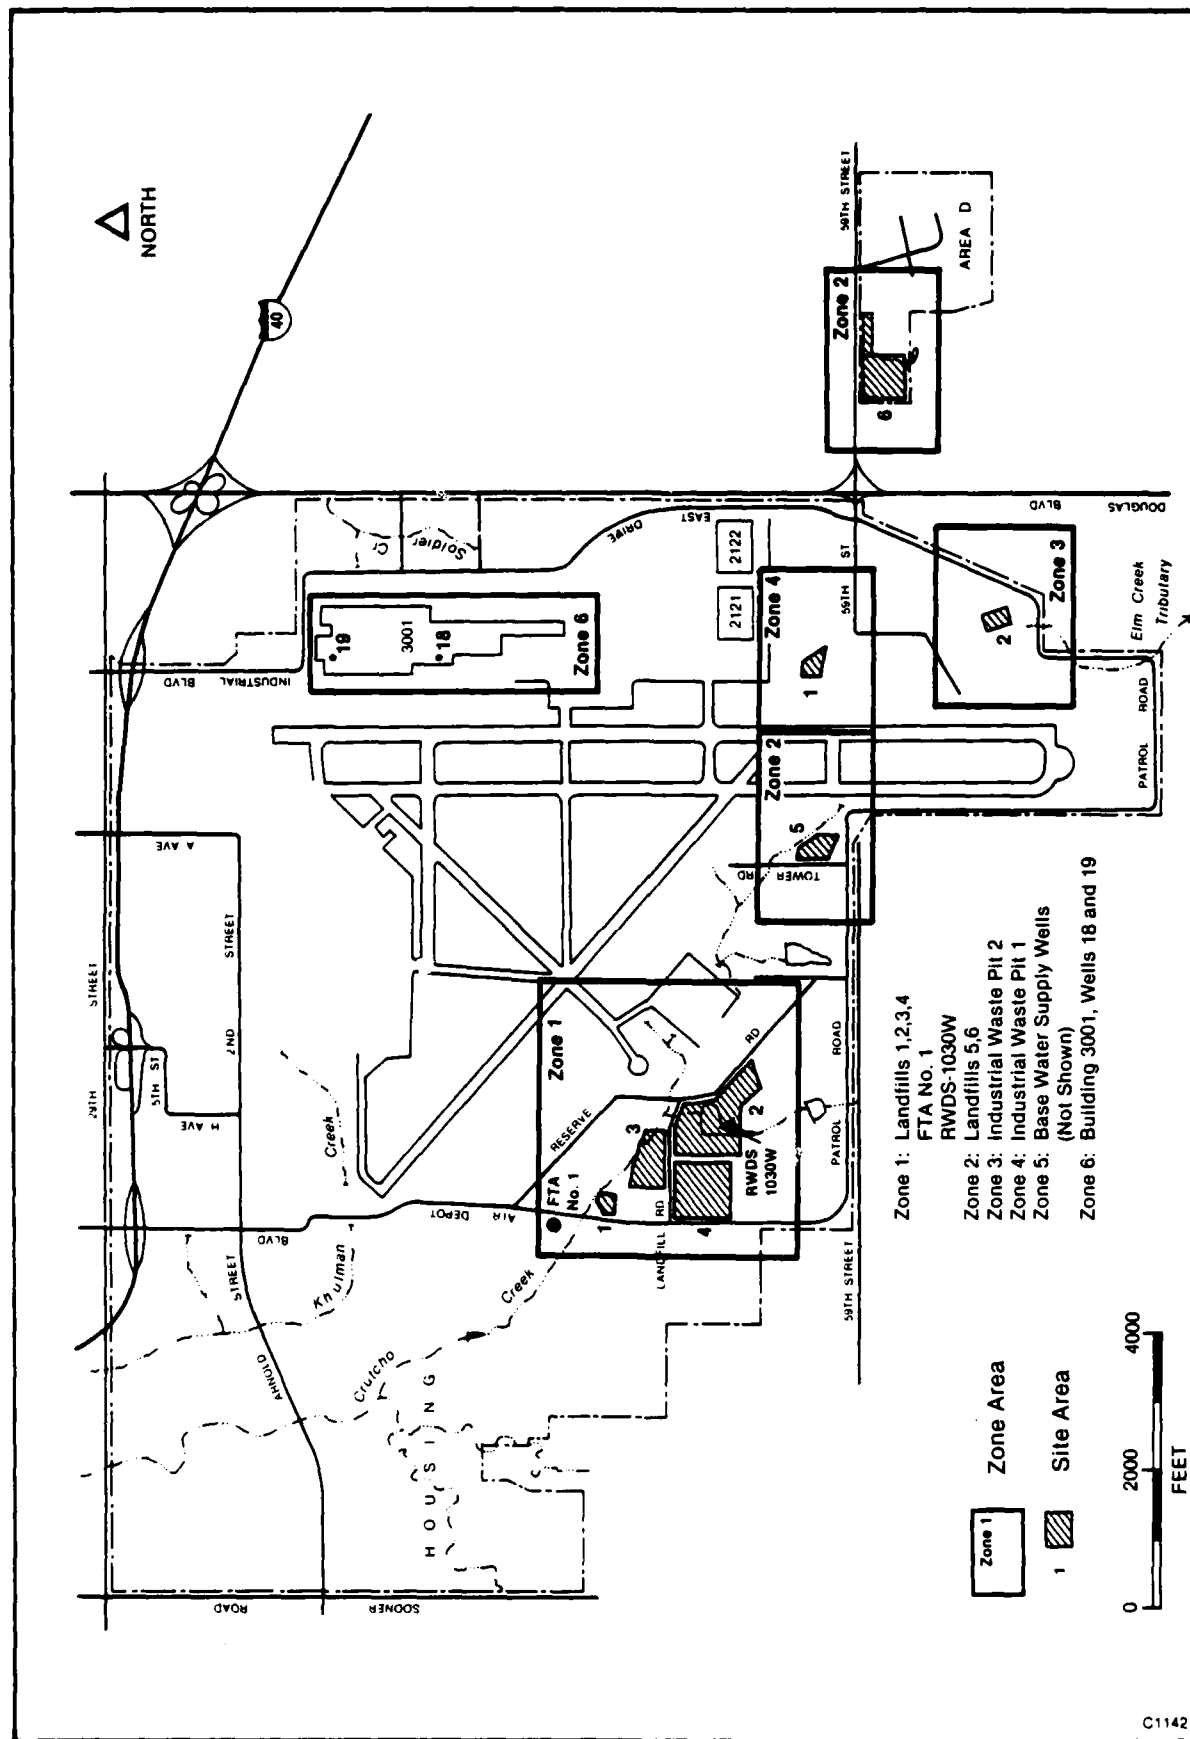 NORTH
40
29TH STREET
A AVE
2ND STREET
5TH ST
H AVE
INDUSTRIAL BLVD
Soldier Cr
EAST DRIVE
DOUGLAS BLVD
59TH STREET
AREA D
Zone 2
6
19
3001
18
Zone 6
2121
2122
Zone 4
1
59TH ST
Zone 3
2
Elm Creek
Tributary
PATROL ROAD
Zone 2
5
TOWER RD
Zone 1
RESERVE RD
FTA
No. 1
1
3
2
RWDS
1030W
4
LANDFILL RD
AIR DEPOT BLVD
Khulman Creek
Crutcho Creek
ARNOLD STREET
HOUSING
SOONER ROAD
PATROL ROAD
59TH STREET
Zone 1: Landfills 1,2,3,4
FTA No. 1
RWDS-1030W
Zone 2: Landfills 5,6
Zone 3: Industrial Waste Pit 2
Zone 4: Industrial Waste Pit 1
Zone 5: Base Water Supply Wells
(Not Shown)
Zone 6: Building 3001, Wells 18 and 19
Zone 1
Zone Area
1
Site Area
0 2000 4000
FEET
C1142